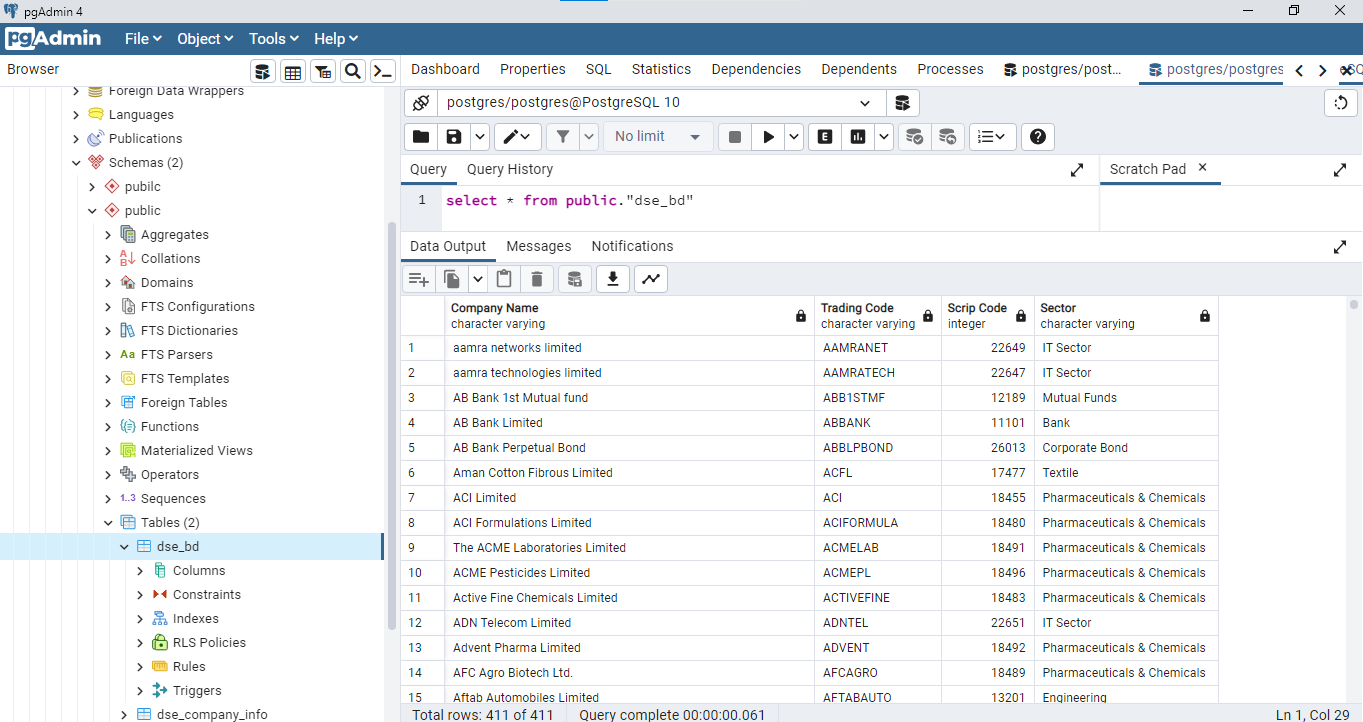 pgAdmin 4
pgAdmin File Object Tools Help
Browser
Foreign Data Wrappers
Languages
Publications
Schemas (2)
pubilc
public
Aggregates
Collations
Domains
FTS Configurations
FTS Dictionaries
Aa FTS Parsers
FTS Templates
Foreign Tables
Functions
Materialized Views
Operators
1..3 Sequences
Tables (2)
dse_bd
Columns
Constraints
Indexes
RLS Policies
Rules
Triggers
dse_company_info
Dashboard Properties SQL Statistics Dependencies Dependents Processes postgres/post... postgres/postgres
postgres/postgres@PostgreSQL 10
No limit E
Query Query History Scratch Pad
1 select * from public."dse_bd"
Data Output Messages Notifications
Company Name Trading Code Scrip Code Sector
character varying character varying integer character varying
1 aamra networks limited AAMRANET 22649 IT Sector
2 aamra technologies limited AAMRATECH 22647 IT Sector
3 AB Bank 1st Mutual fund ABB1STMF 12189 Mutual Funds
4 AB Bank Limited ABBANK 11101 Bank
5 AB Bank Perpetual Bond ABBLPBOND 26013 Corporate Bond
6 Aman Cotton Fibrous Limited ACFL 17477 Textile
7 ACI Limited ACI 18455 Pharmaceuticals & Chemicals
8 ACI Formulations Limited ACIFORMULA 18480 Pharmaceuticals & Chemicals
9 The ACME Laboratories Limited ACMELAB 18491 Pharmaceuticals & Chemicals
10 ACME Pesticides Limited ACMEPL 18496 Pharmaceuticals & Chemicals
11 Active Fine Chemicals Limited ACTIVEFINE 18483 Pharmaceuticals & Chemicals
12 ADN Telecom Limited ADNTEL 22651 IT Sector
13 Advent Pharma Limited ADVENT 18492 Pharmaceuticals & Chemicals
14 AFC Agro Biotech Ltd. AFCAGRO 18489 Pharmaceuticals & Chemicals
15 Aftab Automobiles Limited AFTABAUTO 13201 Engineering
Total rows: 411 of 411 Query complete 00:00:00.061 Ln 1, Col 29